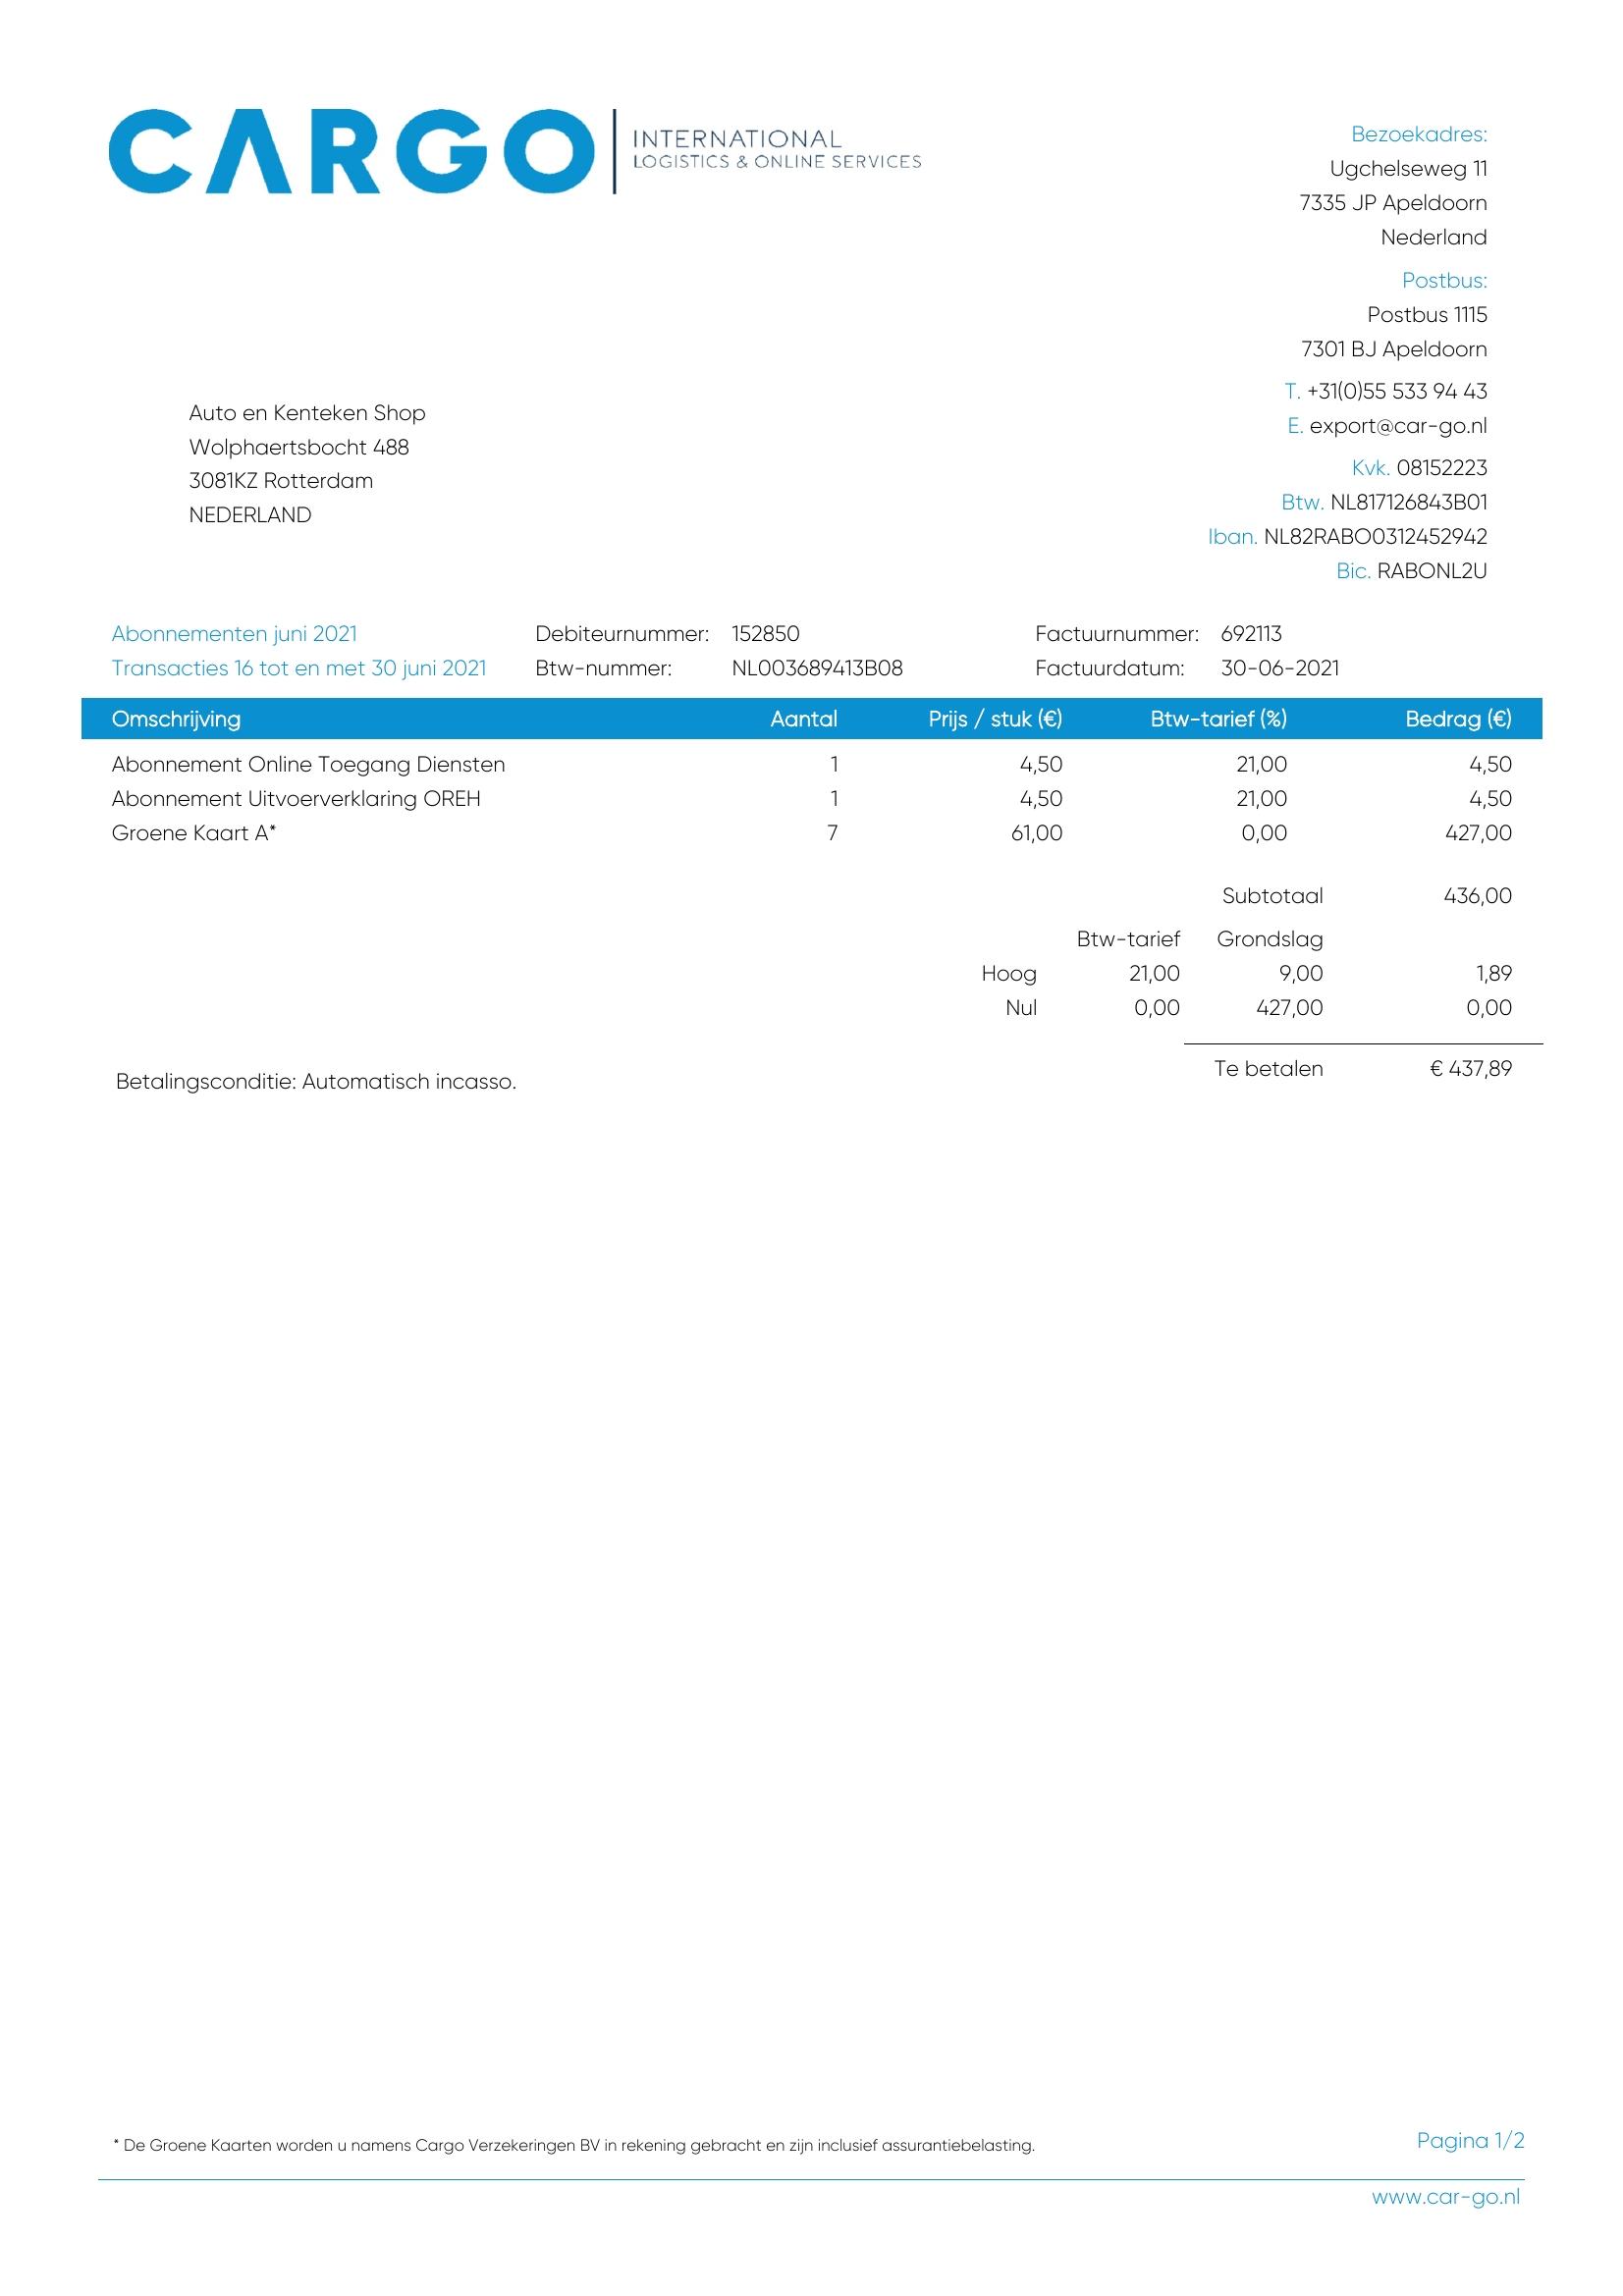 CARGO
INTERNATIONAL
LOGISTICS & ONLINE SERVICES
Bezoekadres:
Ugchelseweg 11
7335 JP Apeldoorn
Nederland
Postbus:
Postbus 1115
7301 BJ Apeldoorn
T. +31(0)55 533 94 43
E. export@car-go.nl
Kvk. 08152223
Btw. NL817126843B01
Iban. NL82RABO0312452942
Bic. RABONL2U
Auto en Kenteken Shop
Wolphaertsbocht 488
3081KZ Rotterdam
NEDERLAND
Abonnementen juni 2021 Debiteurnummer: 152850 Factuurnummer: 692113
Transacties 16 tot en met 30 juni 2021 Btw-nummer: NL003689413B08 Factuurdatum: 30-06-2021
Omschrijving Aantal Prijs / stuk (€) Btw-tarief (%) Bedrag (€)
Abonnement Online Toegang Diensten 1 4,50 21,00 4,50
Abonnement Uitvoerverklaring OREH 1 4,50 21,00 4,50
Groene Kaart A* 7 61,00 0,00 427,00
Subtotaal 436,00
Btw-tarief Grondslag
Hoog 21,00 9,00 1,89
Nul 0,00 427,00 0,00
Te betalen € 437,89
Betalingsconditie: Automatisch incasso.
* De Groene Kaarten worden u namens Cargo Verzekeringen BV in rekening gebracht en zijn inclusief assurantiebelasting.
Pagina 1/2
www.car-go.nl